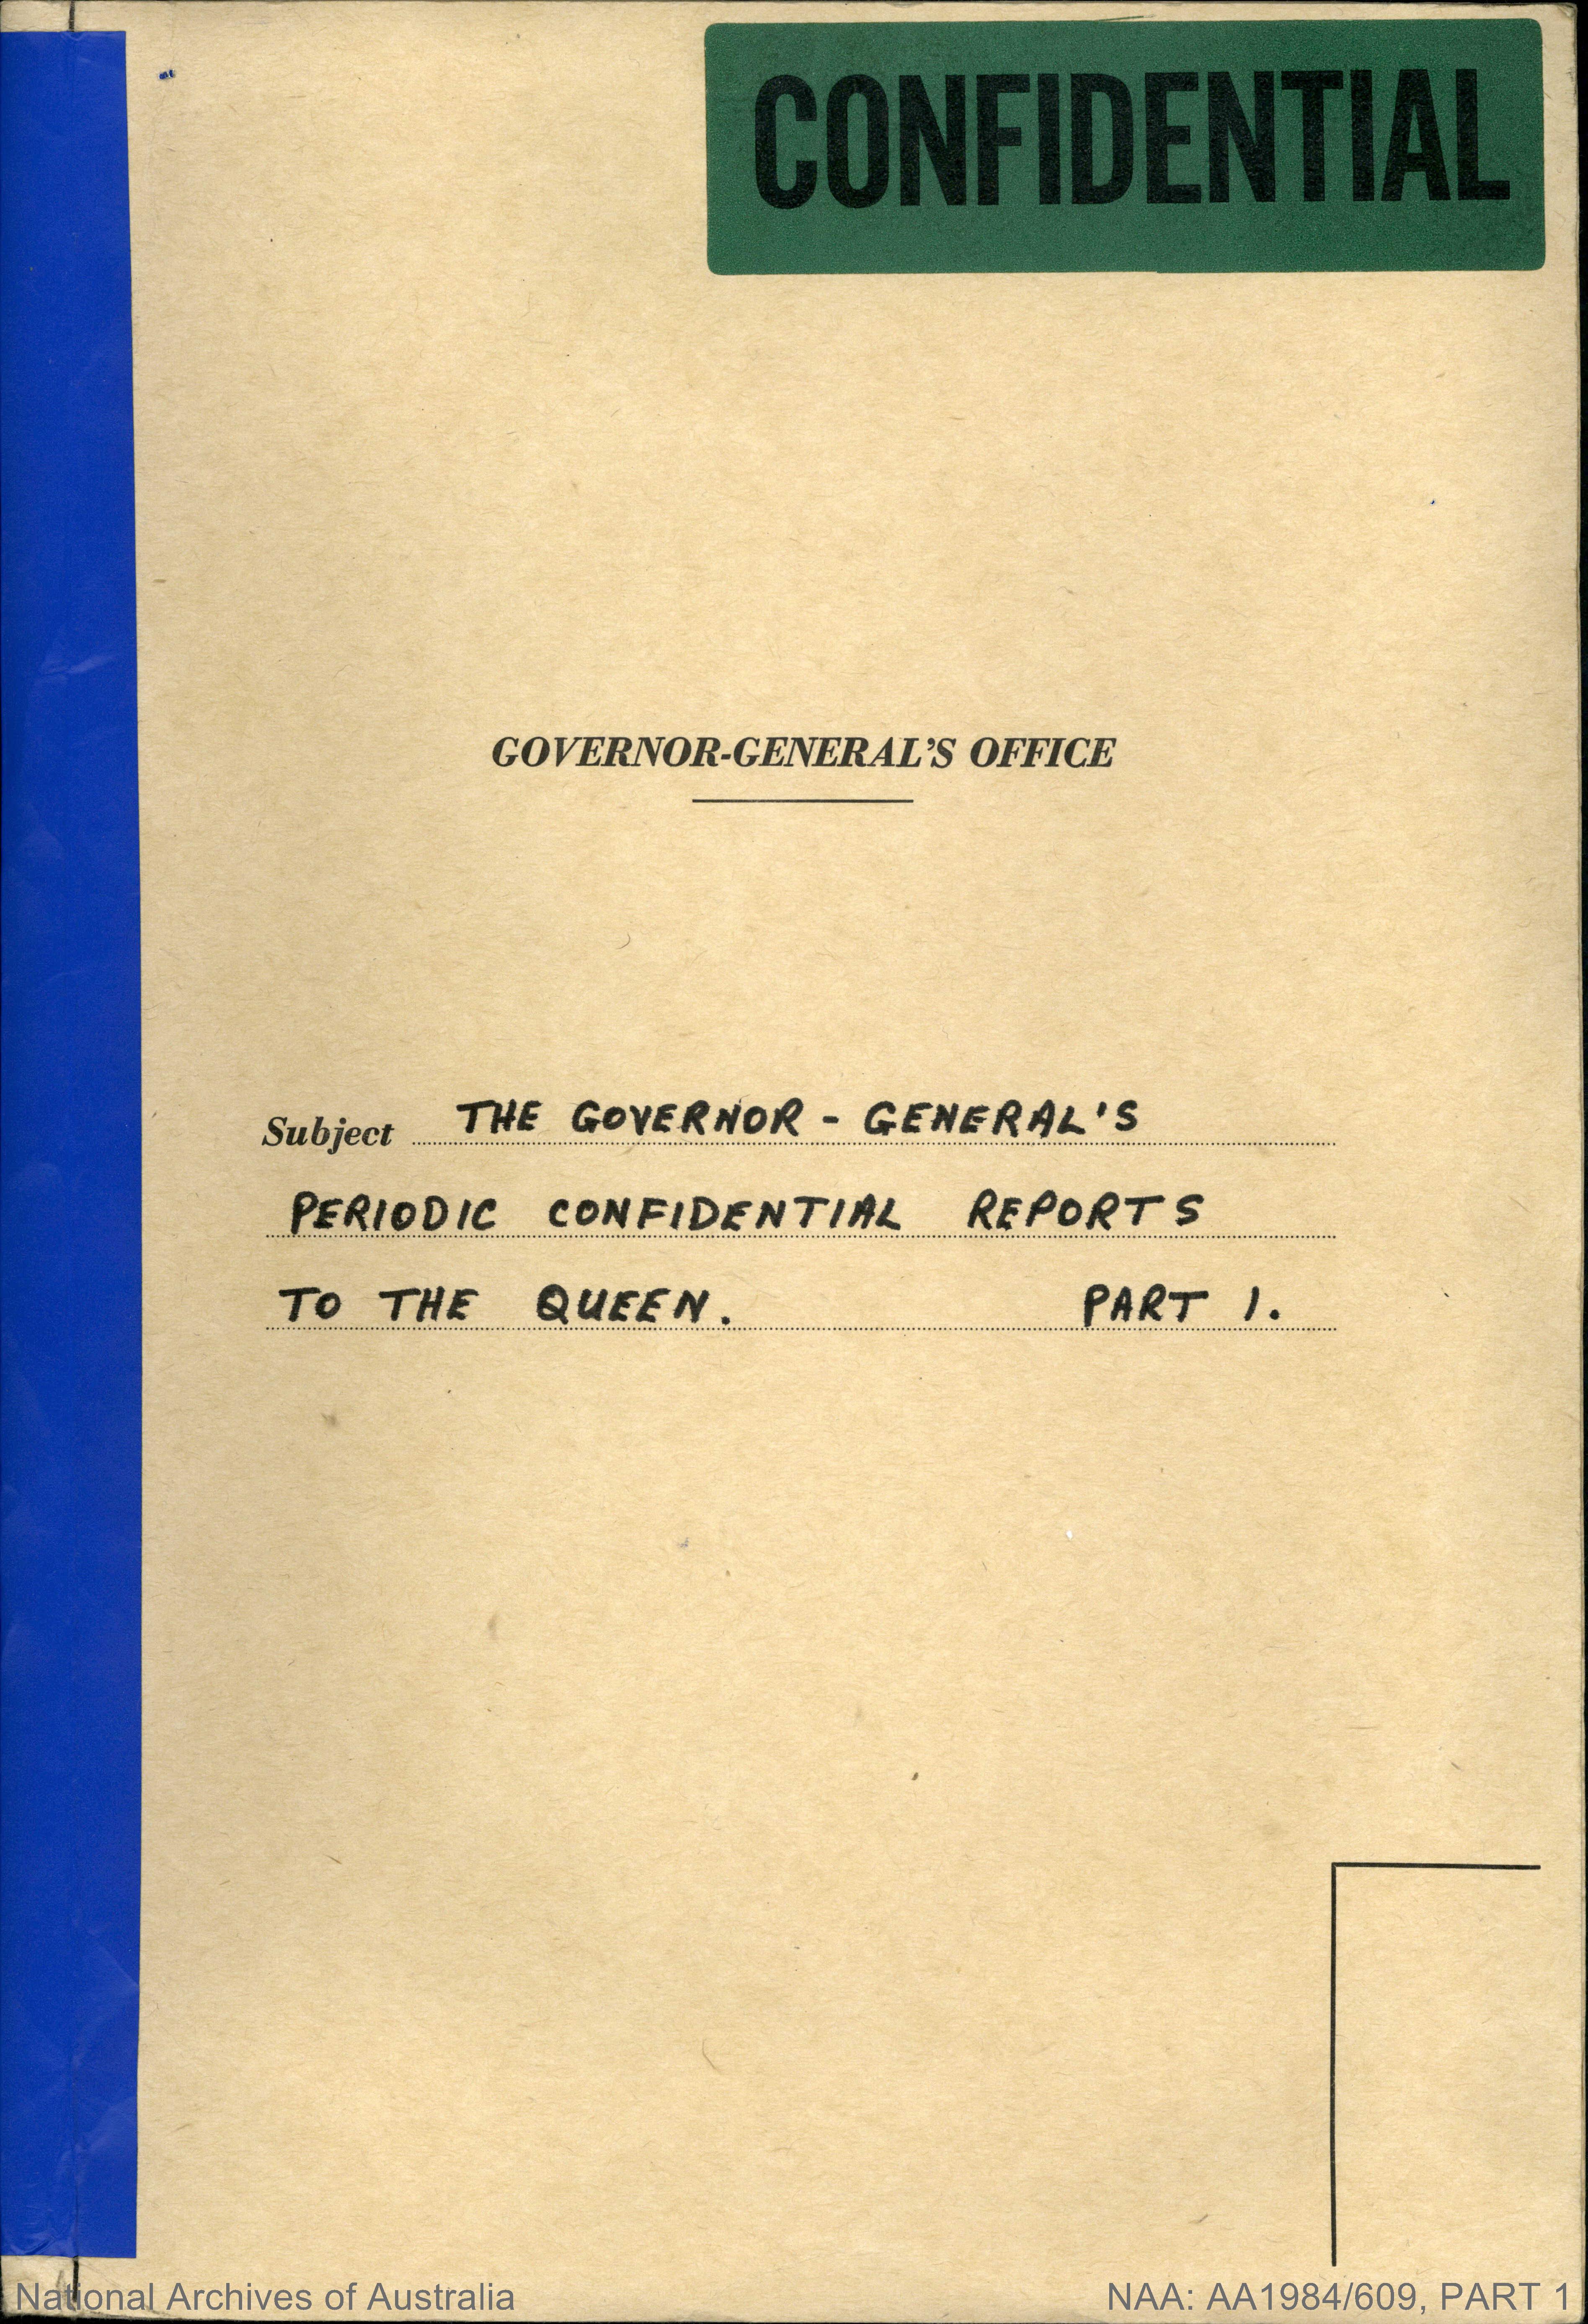 CONFIDENTIAL
GOVERNOR-GENERAL'S OFFICE
Subject THE GOVERNOR - GENERAL'S
PERIODIC CONFIDENTIAL REPORTS
TO THE QUEEN. PART 1.
National Archives of Australia
NAA: AA1984/609, PART 1